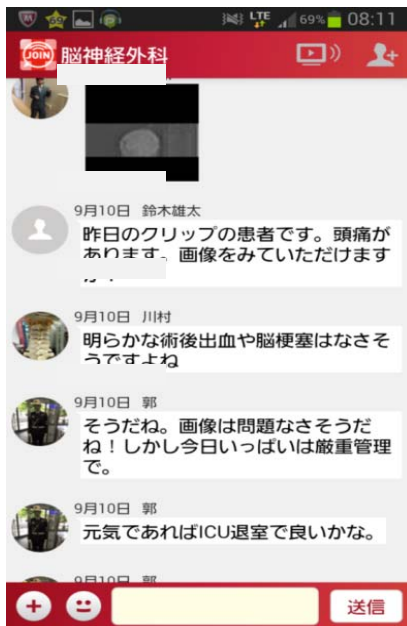 LTE 69% 08:11
JOIN 脳神経外科
9月10日 鈴木雄太
昨日のクリップの患者です。頭痛が
あります。画像をみていただけます
9月10日 川村
明らかな術後出血や脳梗塞はなさそ
うですよね
9月10日 郭
そうだね。画像は問題なさそうだ
ね！しかし今日いっぱいは厳重管理
で。
9月10日 郭
元気であればICU退室で良いかな。
9月10日 郭
送信